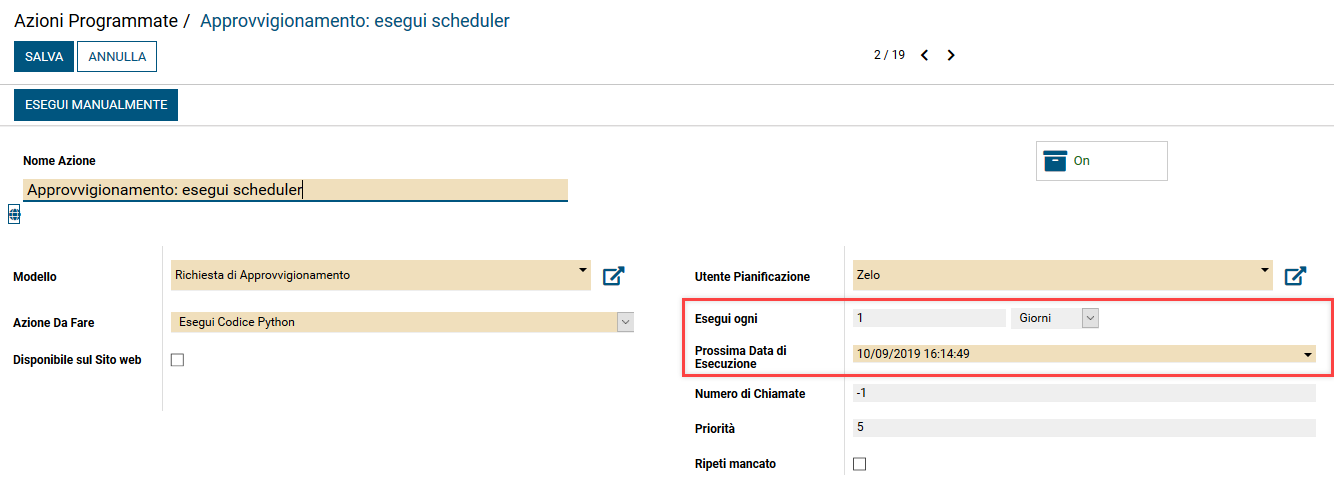 Azioni Programmate / Approvvigionamento: esegui scheduler
SALVA ANNULLA 2 / 19
ESEGUI MANUALMENTE
Nome Azione
On
Approvvigionamento: esegui scheduler
Modello Richiesta di Approvvigionamento
Utente Pianificazione Zelo
Azione Da Fare Esegui Codice Python
Esegui ogni 1 Giorni
Disponibile sul Sito web
Prossima Data di
Esecuzione
10/09/2019 16:14:49
Numero di Chiamate -1
Priorità 5
Ripeti mancato